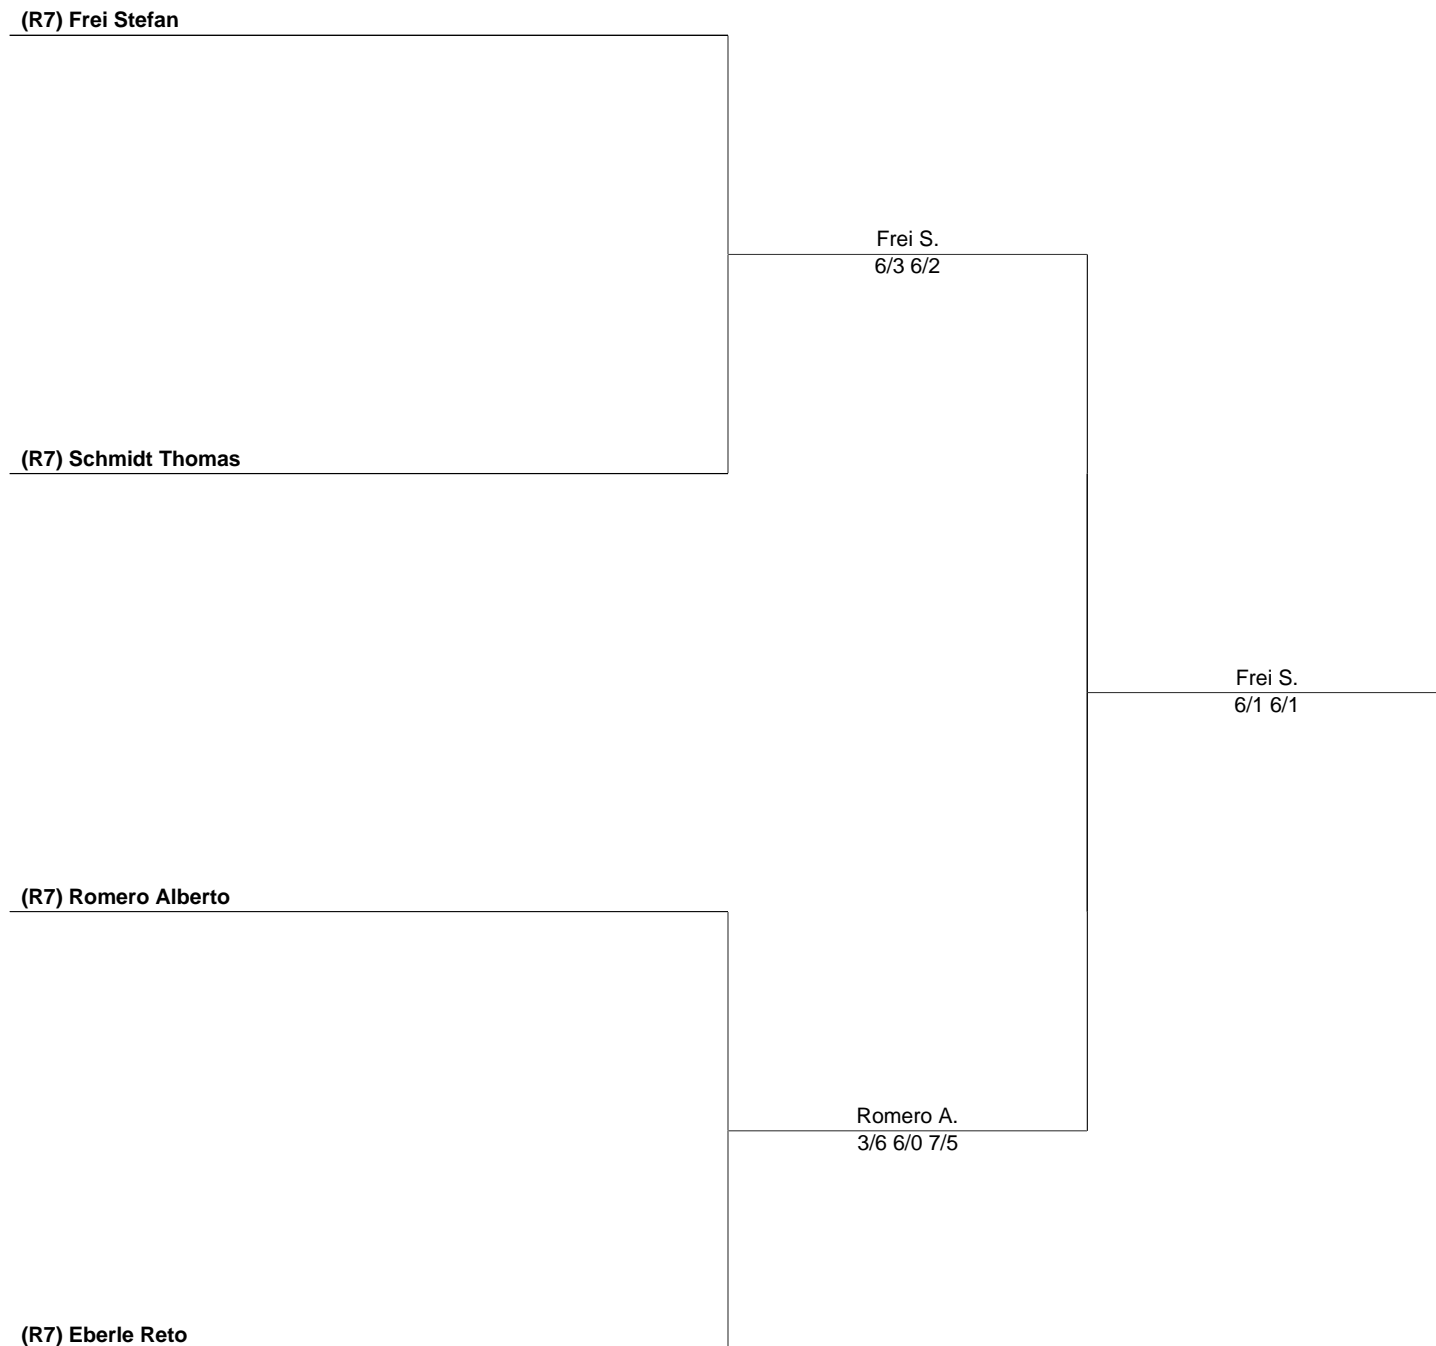 (R7) Frei Stefan
Frei S.
6/3 6/2
(R7) Schmidt Thomas
Frei S.
6/1 6/1
(R7) Romero Alberto
Romero A.
3/6 6/0 7/5
(R7) Eberle Reto